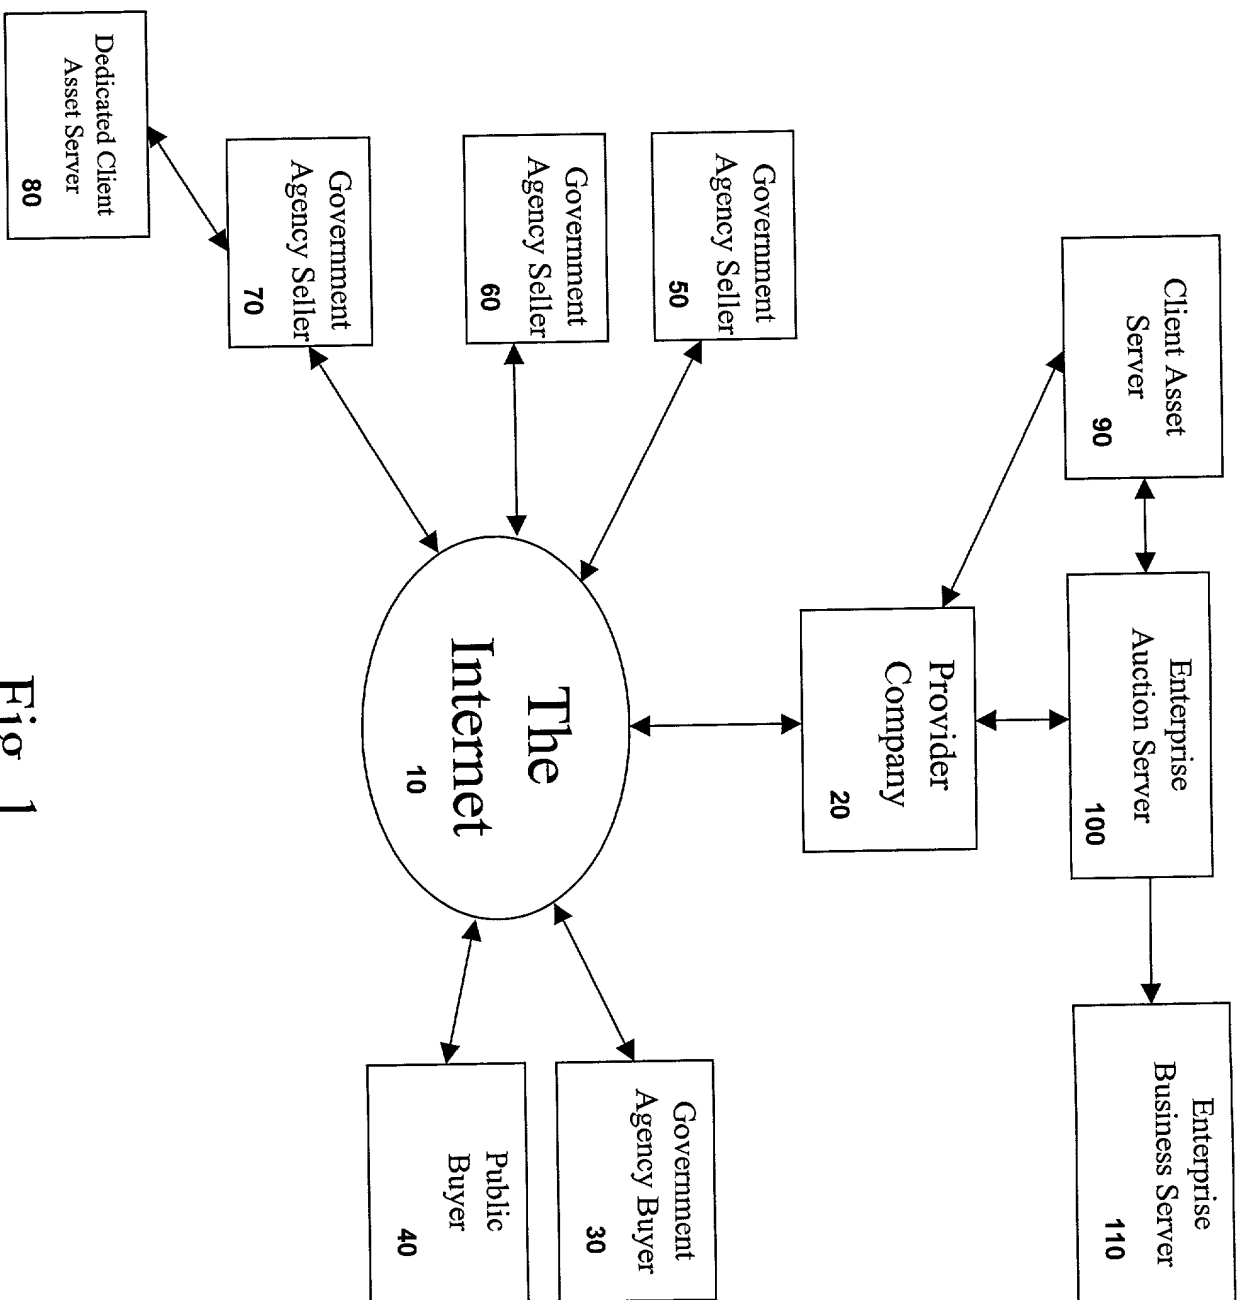 Client Asset
Server
90
Enterprise
Auction Server
100
Enterprise
Business Server
110
Provider
Company
20
Government
Agency Seller
50
Government
Agency Seller
60
Government
Agency Seller
70
Dedicated Client
Asset Server
80
The
Internet
10
Government
Agency Buyer
30
Public
Buyer
40
Fig 1